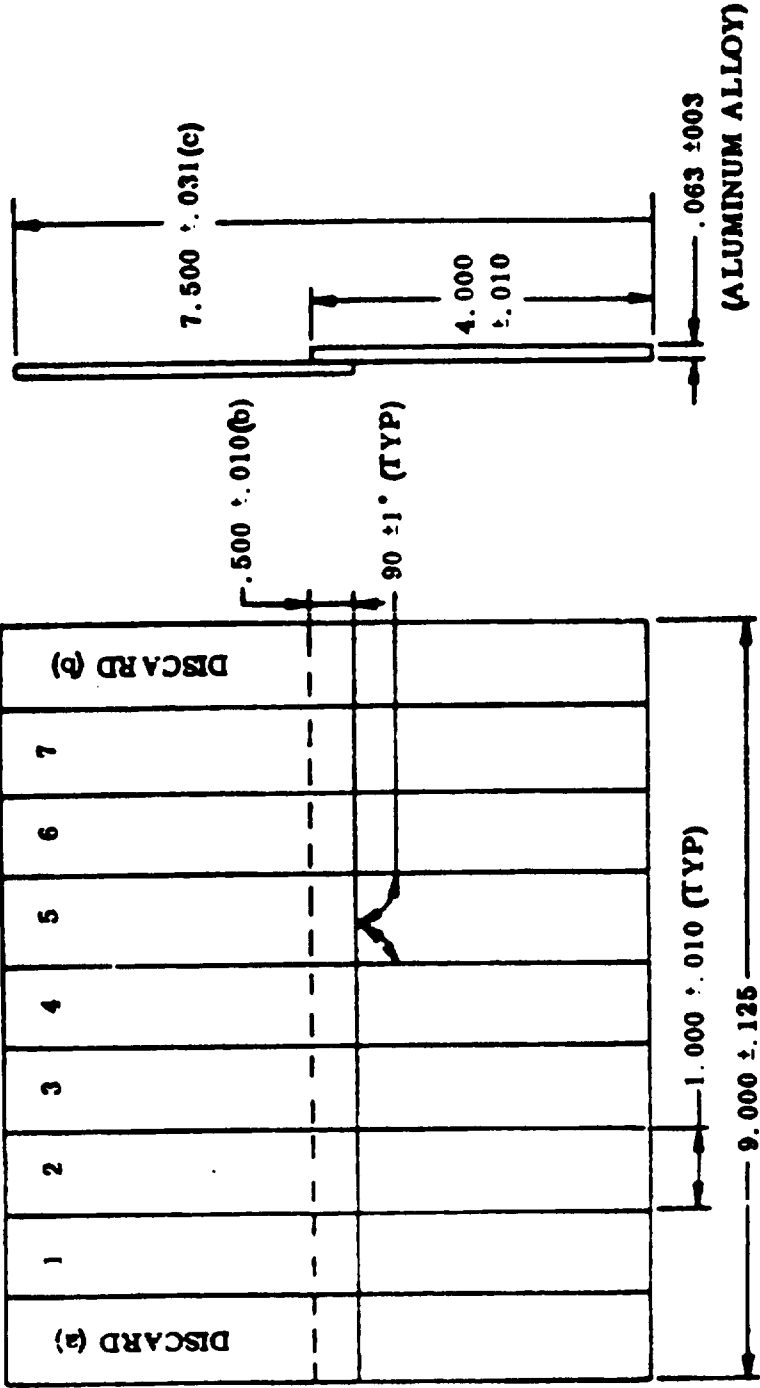 DISCARD (a)
1
2
3
4
5
6
7
DISCARD (b)
.500 ±.010(b)
90 ±1° (TYP)
1.000 ±.010 (TYP)
9.000 ±.125
7.500 ±.031(c)
4.000
±.010
.063 ±003
(ALUMINUM ALLOY)